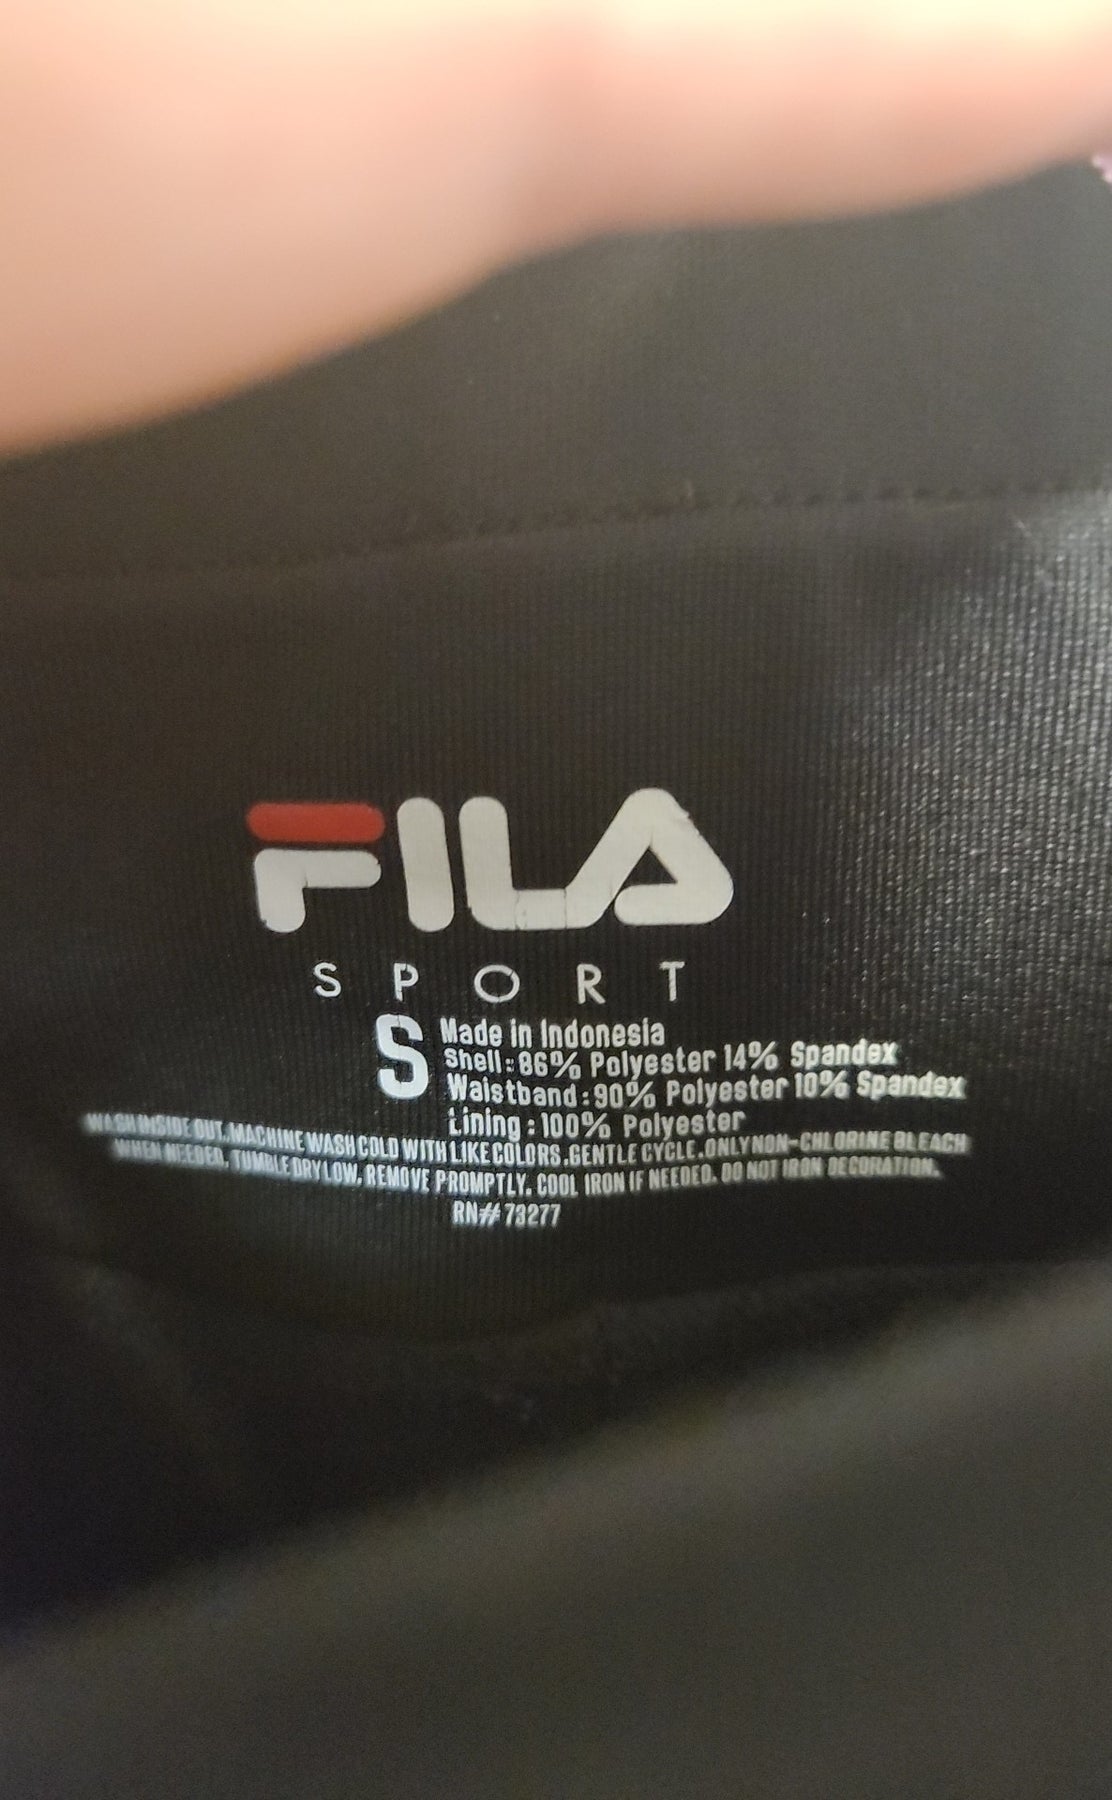 FILA
SPORT
S
Made in Indonesia
Shell: 86% Polyester 14% Spandex
Waistband: 90% Polyester 10% Spandex
Lining: 100% Polyester
WASH INSIDE OUT. MACHINE WASH COLD WITH LIKE COLORS. GENTLE CYCLE. ONLY NON-CHLORINE BLEACH
WHEN NEEDED. TUMBLE DRY LOW, REMOVE PROMPTLY. COOL IRON IF NEEDED. DO NOT IRON DECORATION.
RN# 73277